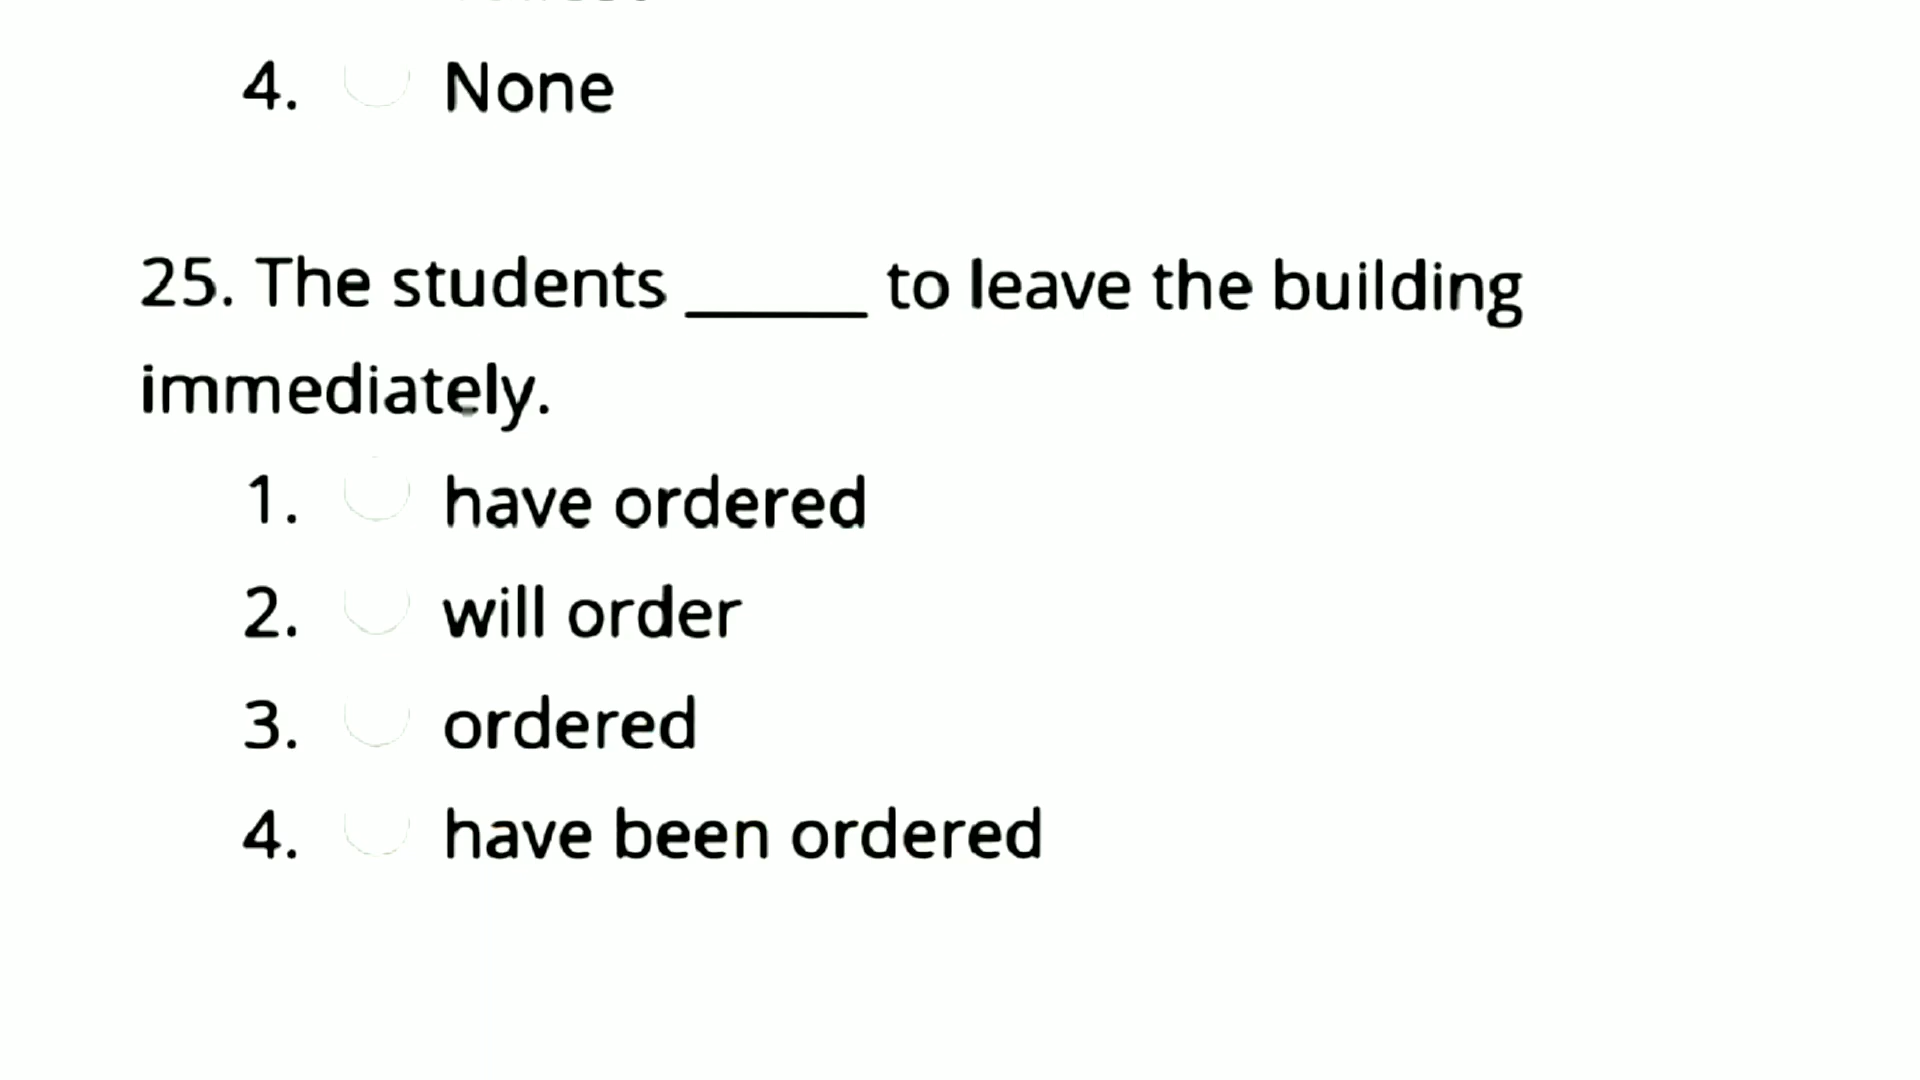 4. None
25. The students _____ to leave the building
immediately.
1. have ordered
2. will order
3. ordered
4. have been ordered